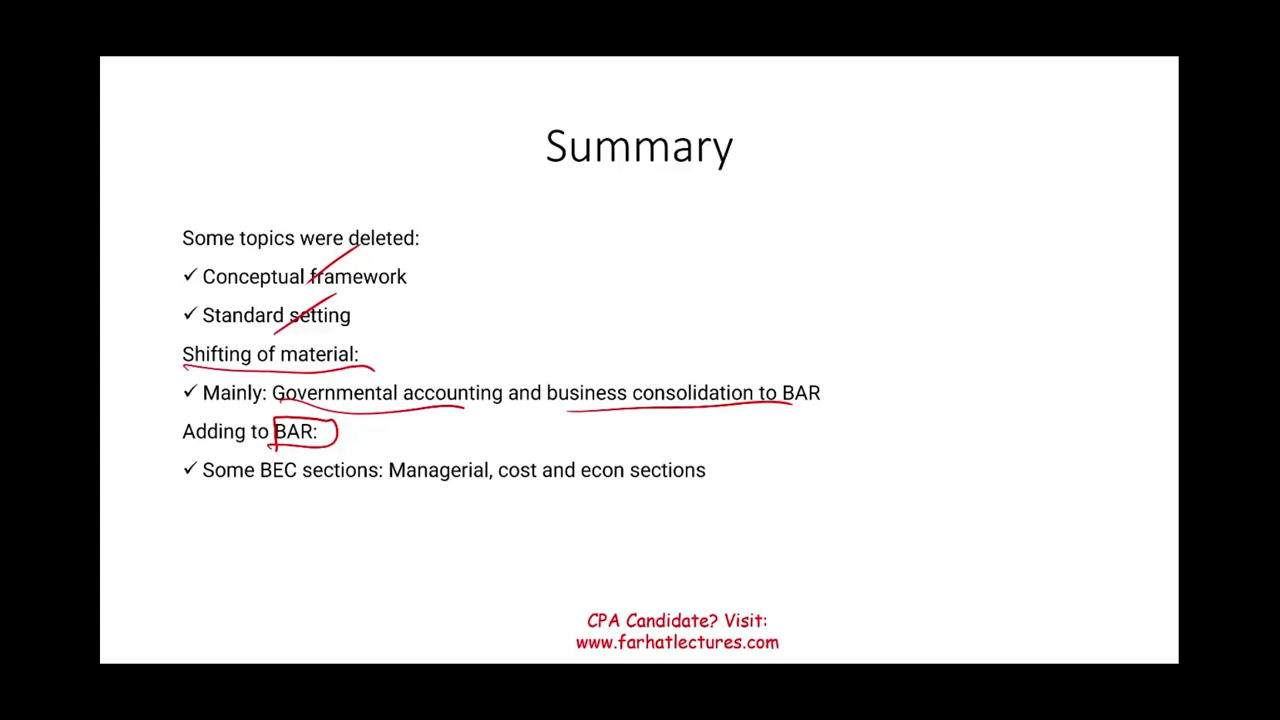 Summary
Some topics were deleted:
✓ Conceptual framework
✓ Standard setting
Shifting of material:
✓ Mainly: Governmental accounting and business consolidation to BAR
Adding to BAR:
✓ Some BEC sections: Managerial, cost and econ sections
CPA Candidate? Visit:
www.farhatlectures.com